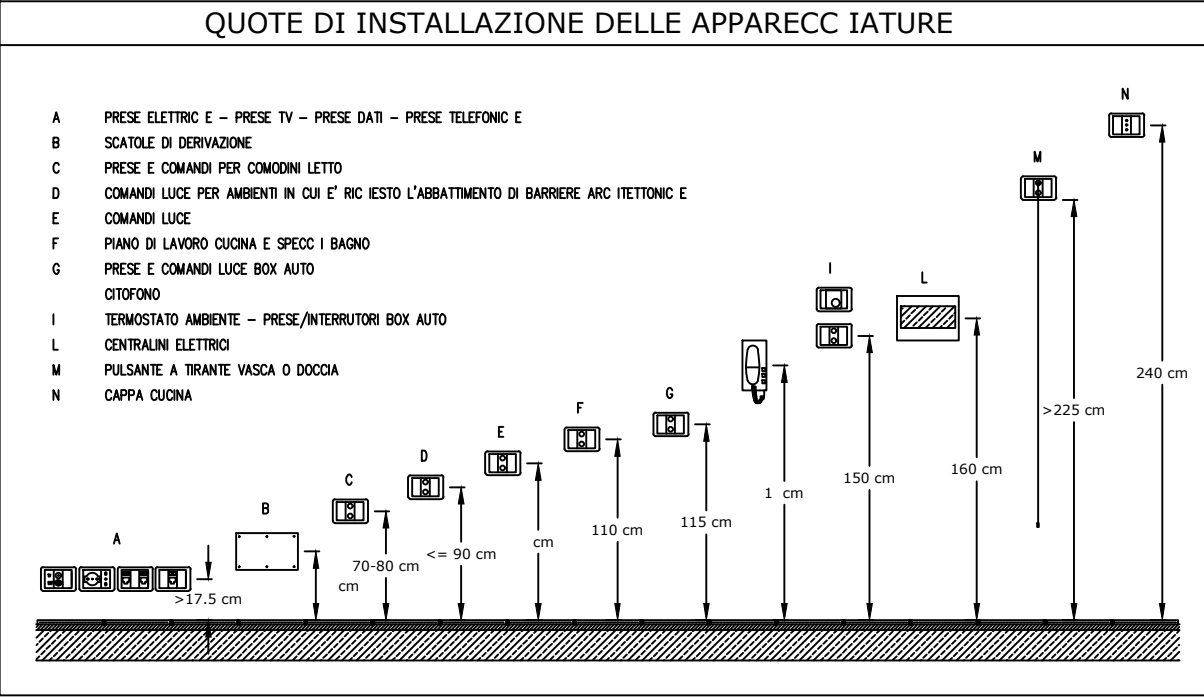 QUOTE DI INSTALLAZIONE DELLE APPARECC IATURE
A PRESE ELETTRIC E – PRESE TV – PRESE DATI – PRESE TELEFONIC E
B SCATOLE DI DERIVAZIONE
C PRESE E COMANDI PER COMODINI LETTO
D COMANDI LUCE PER AMBIENTI IN CUI E' RIC IESTO L'ABBATTIMENTO DI BARRIERE ARC ITETTONIC E
E COMANDI LUCE
F PIANO DI LAVORO CUCINA E SPECC I BAGNO
G PRESE E COMANDI LUCE BOX AUTO
CITOFONO
I TERMOSTATO AMBIENTE – PRESE/INTERRUTORI BOX AUTO
L CENTRALINI ELETTRICI
M PULSANTE A TIRANTE VASCA O DOCCIA
N CAPPA CUCINA
A
>17.5 cm
B
cm
C
70-80 cm
D
<= 90 cm
E
cm
F
110 cm
G
115 cm
1 cm
I
150 cm
L
160 cm
M
>225 cm
N
240 cm